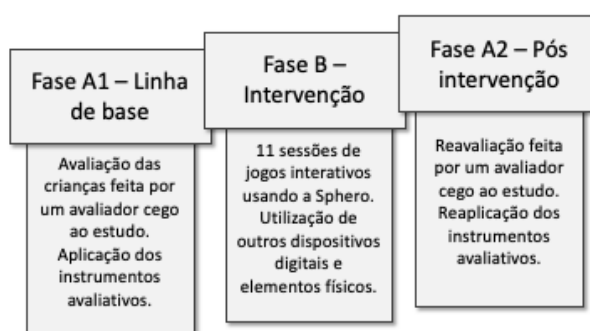 Fase A1 – Linha
de base
Avaliação das
crianças feita por
um avaliador cego
ao estudo.
Aplicação dos
instrumentos
avaliativos.
Fase B –
Intervenção
11 sessões de
jogos interativos
usando a Sphero.
Utilização de
outros dispositivos
digitais e
elementos físicos.
Fase A2 – Pós
intervenção
Reavaliação feita
por um avaliador
cego ao estudo.
Reaplicação dos
instrumentos
avaliativos.